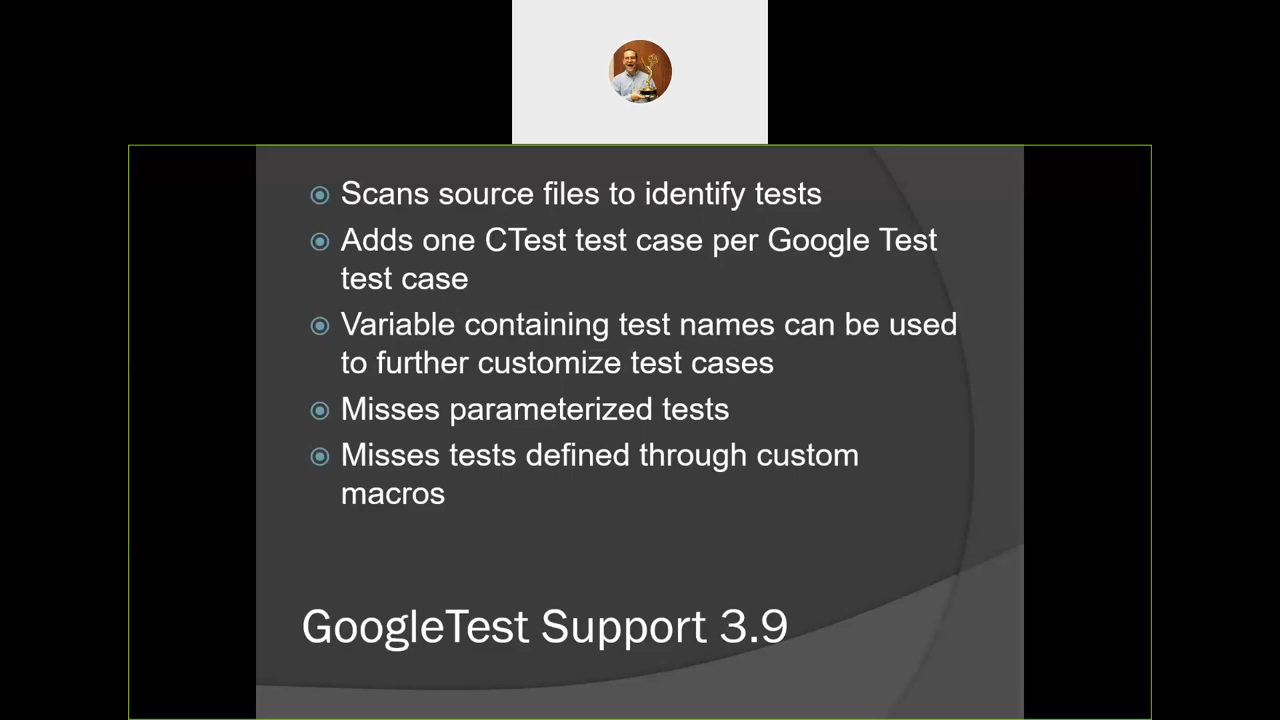 Scans source files to identify tests
Adds one CTest test case per Google Test
test case
Variable containing test names can be used
to further customize test cases
Misses parameterized tests
Misses tests defined through custom
macros
GoogleTest Support 3.9